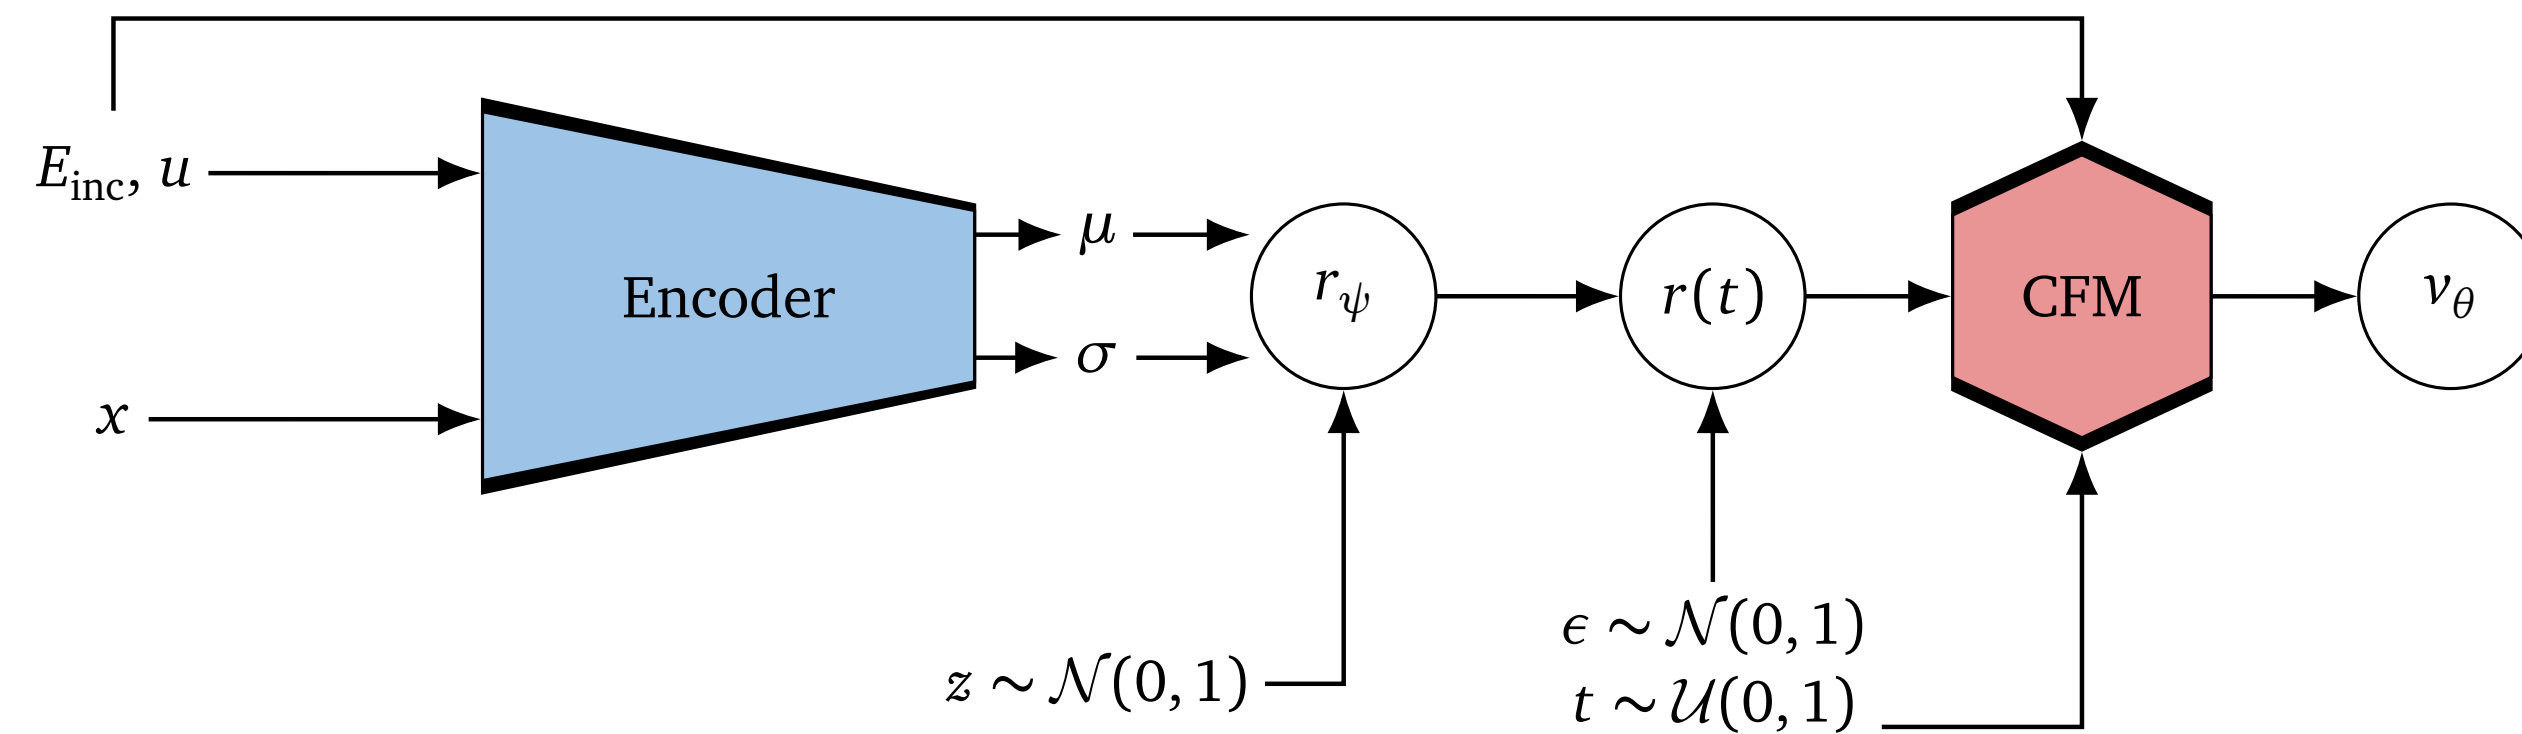 E_inc, u
x
Encoder
μ
σ
r_ψ
r(t)
CFM
v_θ
z ∼ 𝒩(0, 1)
ϵ ∼ 𝒩(0, 1)
t ∼ 𝒰(0, 1)